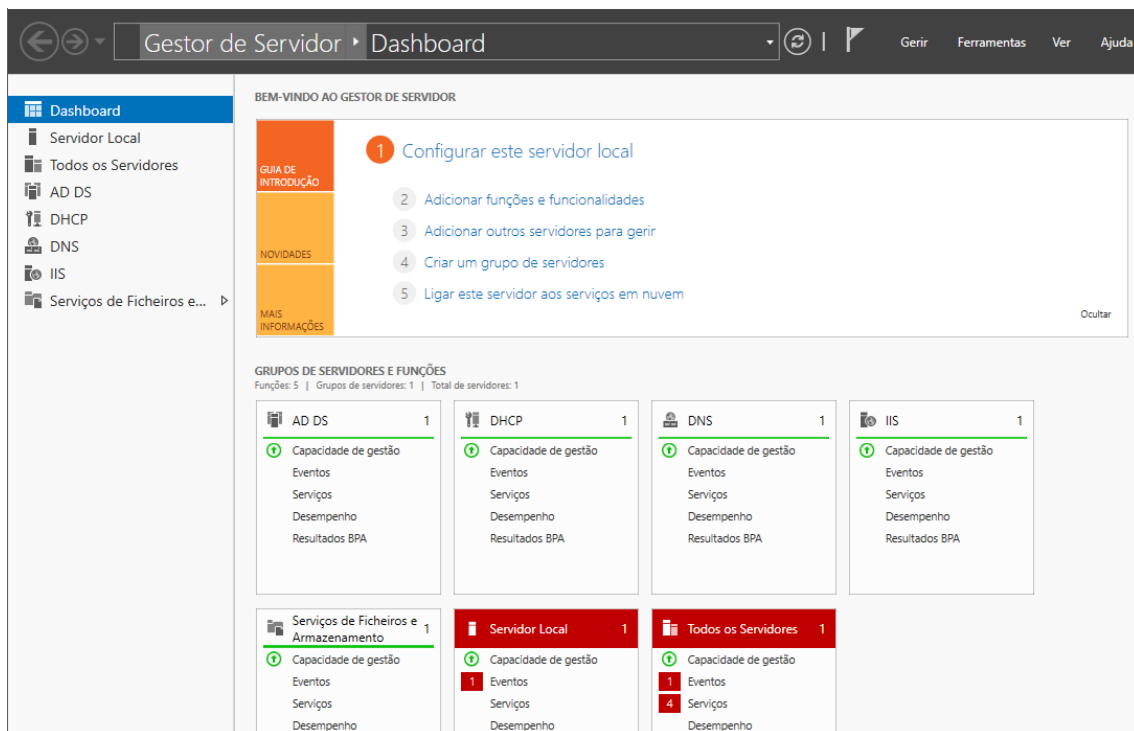 Gestor de Servidor ‣ Dashboard
Gerir Ferramentas Ver Ajuda
Dashboard
Servidor Local
Todos os Servidores
AD DS
DHCP
DNS
IIS
Serviços de Ficheiros e...
BEM-VINDO AO GESTOR DE SERVIDOR
GUIA DE
INTRODUÇÃO
NOVIDADES
MAIS
INFORMAÇÕES
1 Configurar este servidor local
2 Adicionar funções e funcionalidades
3 Adicionar outros servidores para gerir
4 Criar um grupo de servidores
5 Ligar este servidor aos serviços em nuvem
Ocultar
GRUPOS DE SERVIDORES E FUNÇÕES
Funções: 5 | Grupos de servidores: 1 | Total de servidores: 1
AD DS 1
Capacidade de gestão
Eventos
Serviços
Desempenho
Resultados BPA
DHCP 1
Capacidade de gestão
Eventos
Serviços
Desempenho
Resultados BPA
DNS 1
Capacidade de gestão
Eventos
Serviços
Desempenho
Resultados BPA
IIS 1
Capacidade de gestão
Eventos
Serviços
Desempenho
Resultados BPA
Serviços de Ficheiros e
Armazenamento 1
Capacidade de gestão
Eventos
Serviços
Desempenho
Servidor Local 1
Capacidade de gestão
1 Eventos
Serviços
Desempenho
Todos os Servidores 1
Capacidade de gestão
1 Eventos
4 Serviços
Desempenho